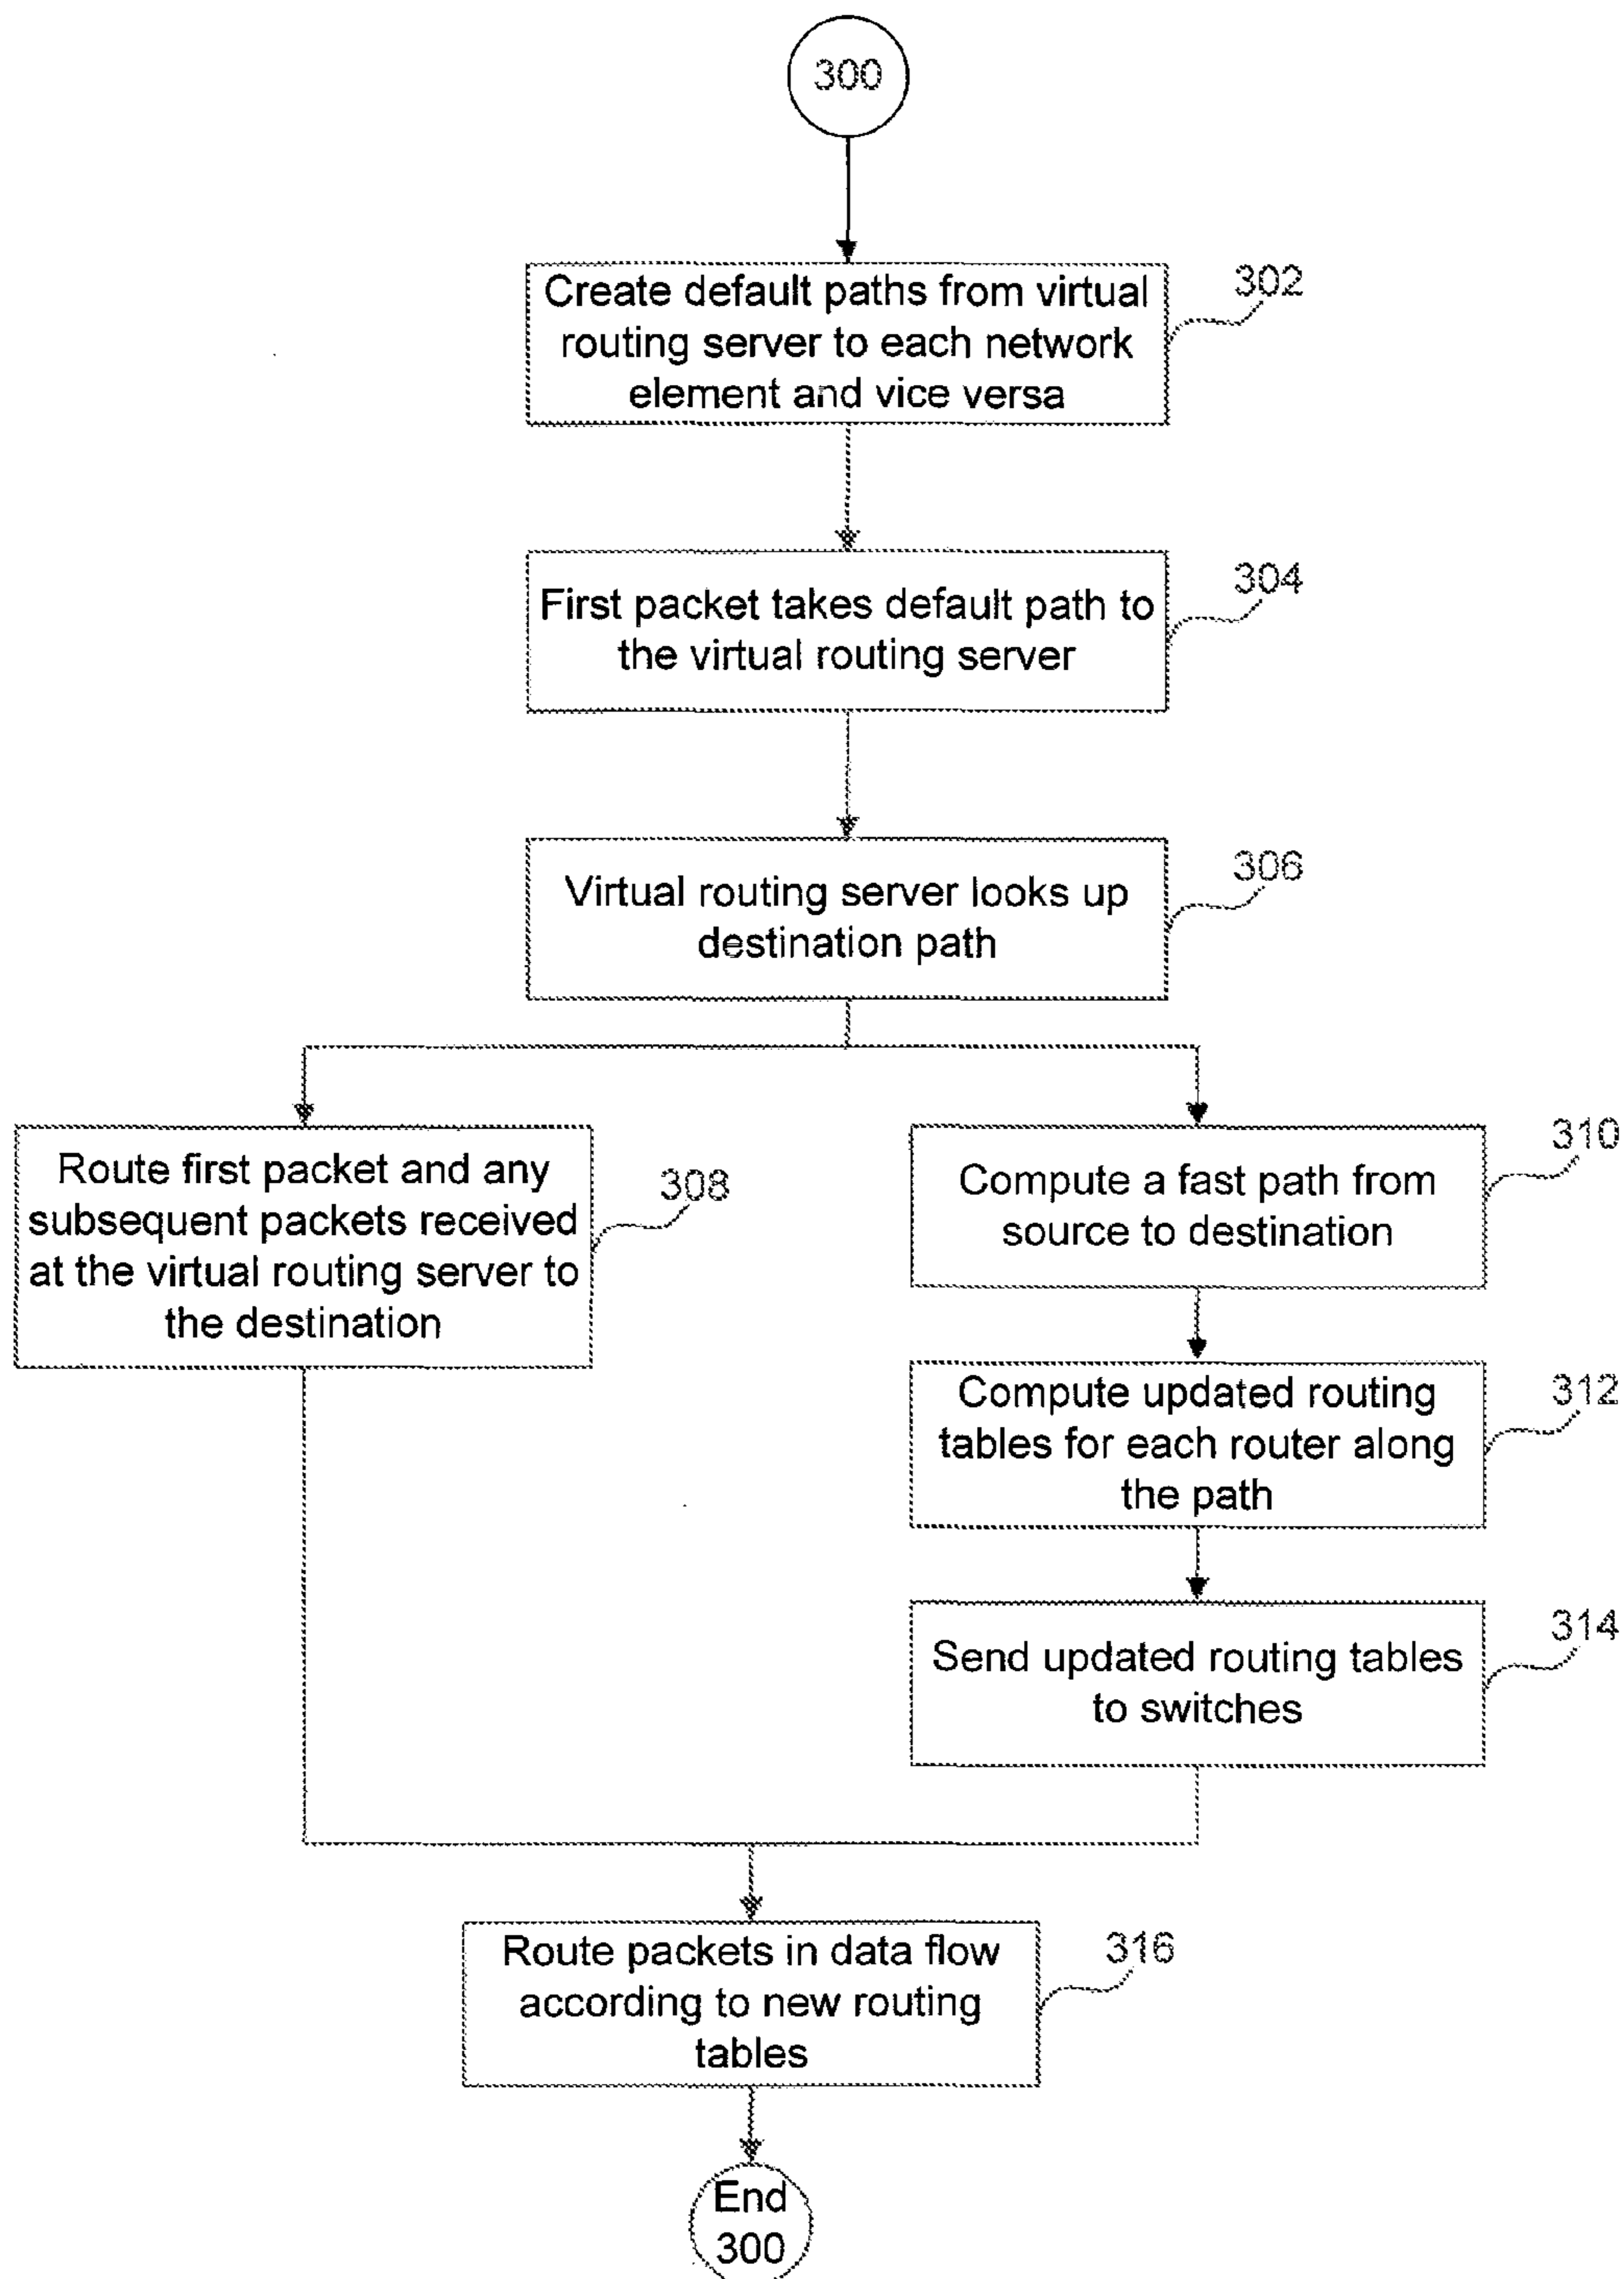 300
Create default paths from virtual
routing server to each network
element and vice versa
302
First packet takes default path to
the virtual routing server
304
Virtual routing server looks up
destination path
306
Route first packet and any
subsequent packets received
at the virtual routing server to
the destination
308
Compute a fast path from
source to destination
310
Compute updated routing
tables for each router along
the path
312
Send updated routing tables
to switches
314
Route packets in data flow
according to new routing
tables
316
End
300